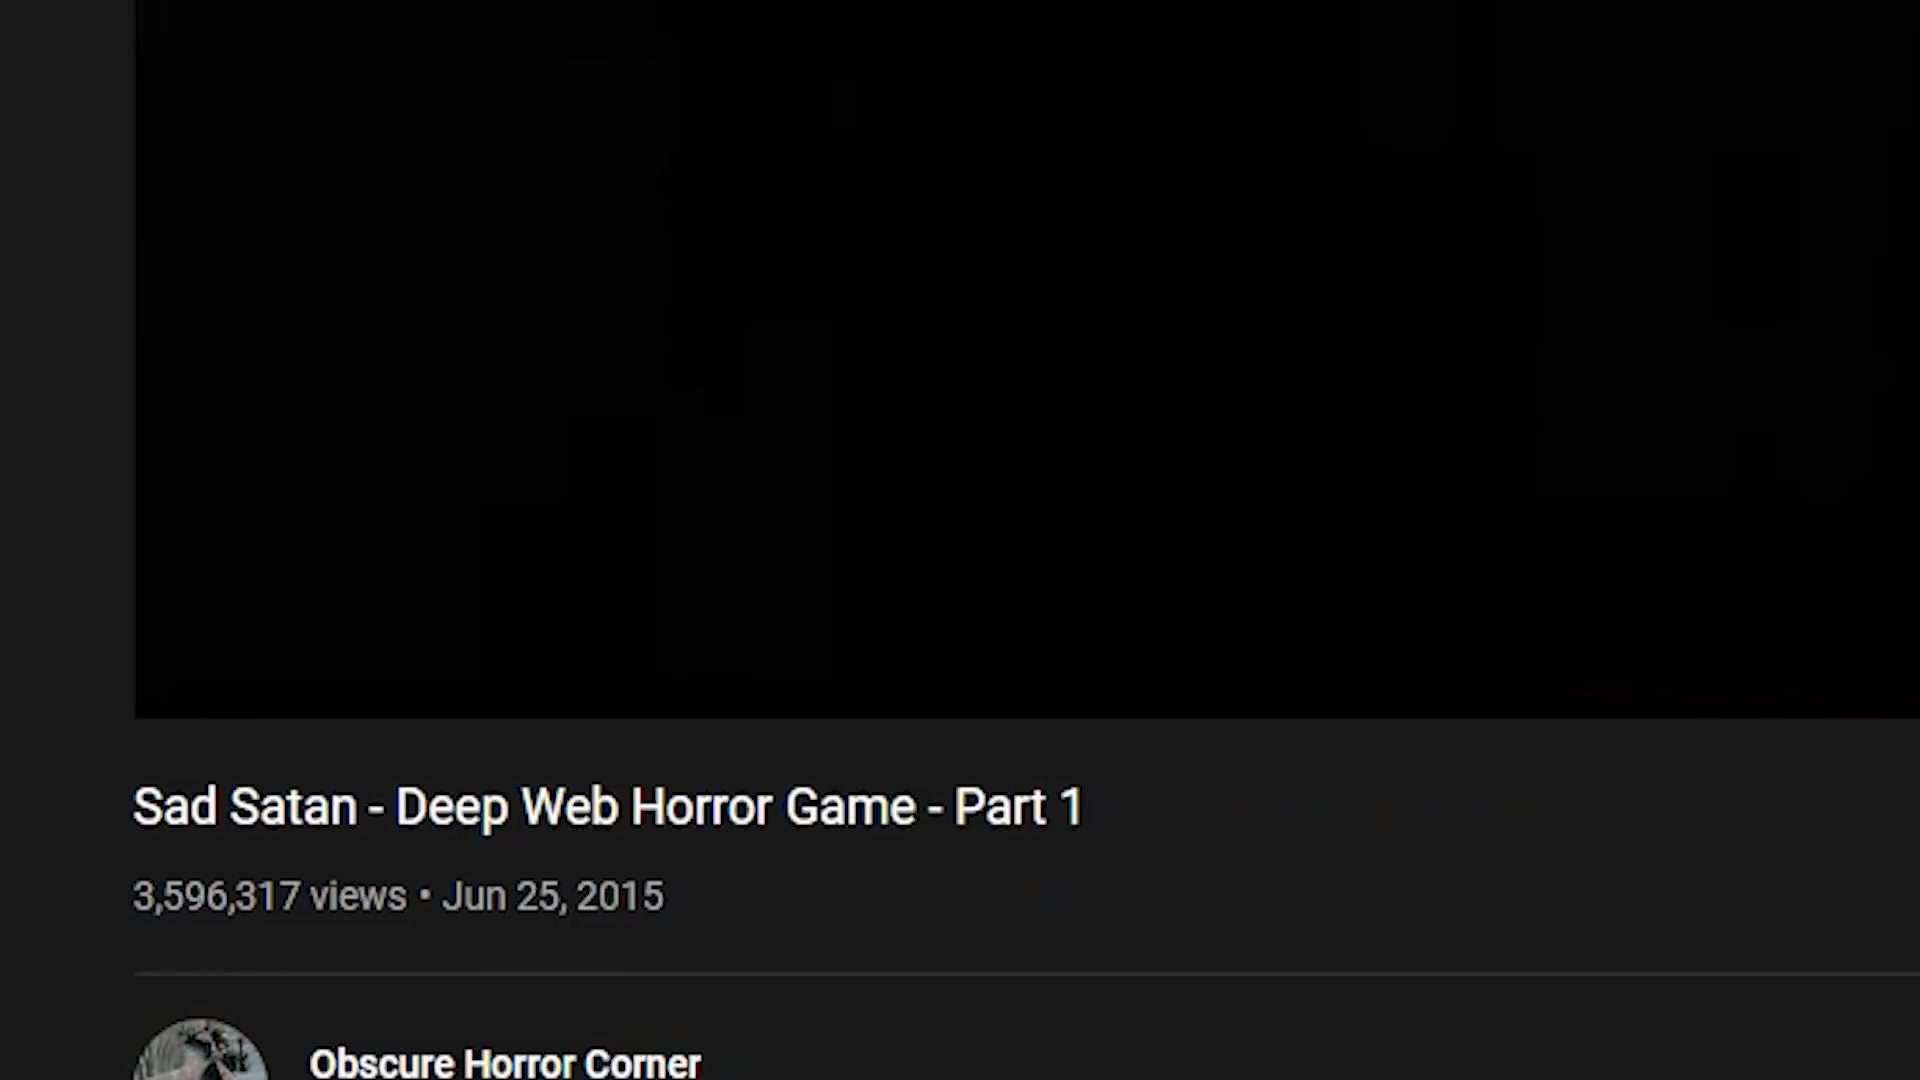 Sad Satan - Deep Web Horror Game - Part 1
3,596,317 views • Jun 25, 2015
Obscure Horror Corner